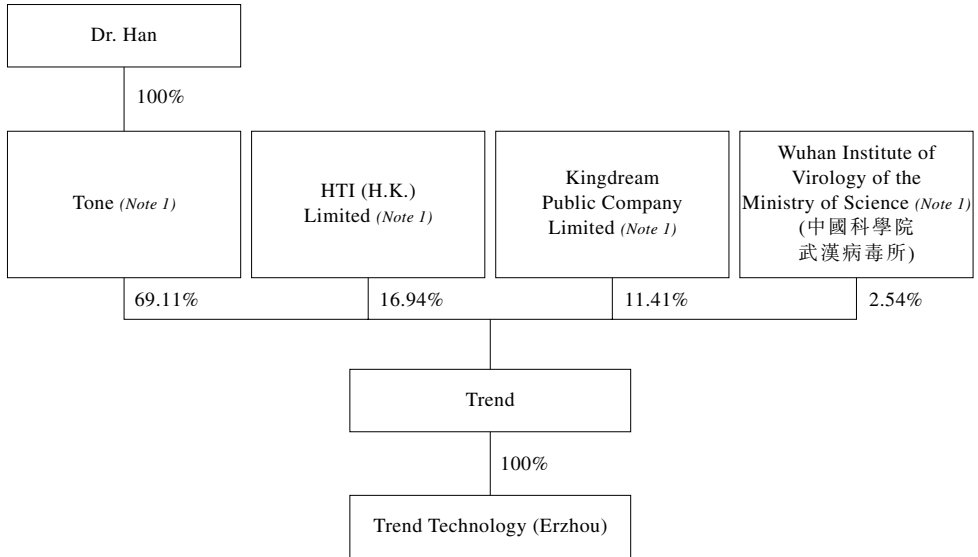 Dr. Han
100%
Tone (Note 1)
HTI (H.K.)
Limited (Note 1)
Kingdream
Public Company
Limited (Note 1)
Wuhan Institute of
Virology of the
Ministry of Science (Note 1)
(中國科學院
武漢病毒所)
69.11%
16.94%
11.41%
2.54%
Trend
100%
Trend Technology (Erzhou)